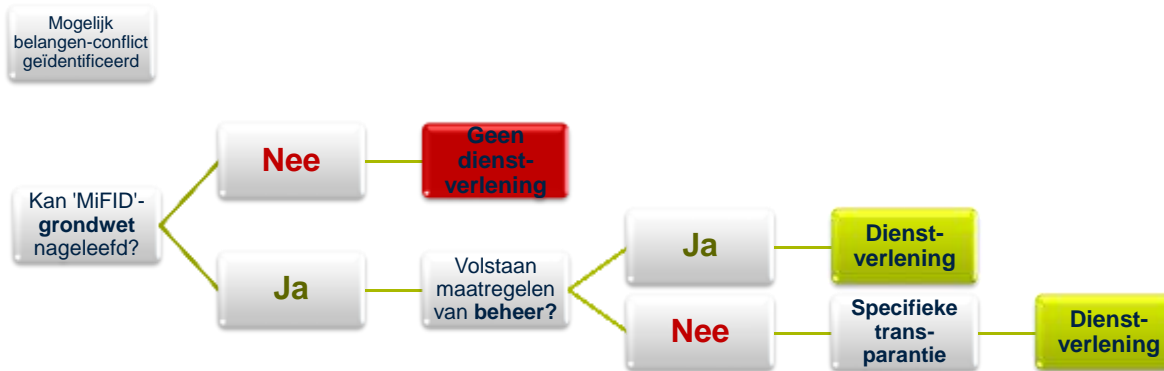 Mogelijk
belangen-conflict
geïdentificeerd
Kan 'MiFID'-
grondwet
nageleefd?
Nee
Geen
dienst-
verlening
Ja
Volstaan
maatregelen
van beheer?
Ja
Dienst-
verlening
Nee
Specifieke
trans-
parantie
Dienst-
verlening